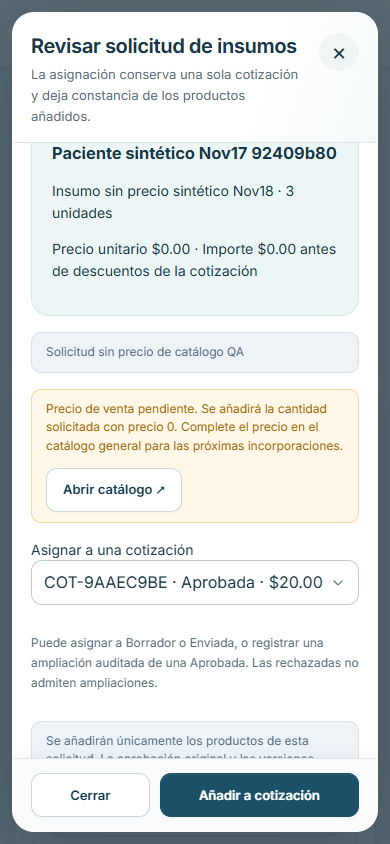 Revisar solicitud de insumos
La asignación conserva una sola cotización
y deja constancia de los productos
añadidos.
Paciente sintético Nov17 92409b80
Insumo sin precio sintético Nov18 · 3
unidades
Precio unitario $0.00 · Importe $0.00 antes
de descuentos de la cotización
Solicitud sin precio de catálogo QA
Precio de venta pendiente. Se añadirá la cantidad
solicitada con precio 0. Complete el precio en el
catálogo general para las próximas incorporaciones.
Abrir catálogo ↗
Asignar a una cotización
COT-9AAEC9BE · Aprobada · $20.00
Puede asignar a Borrador o Enviada, o registrar una
ampliación auditada de una Aprobada. Las rechazadas no
admiten ampliaciones.
Se añadirán únicamente los productos de esta
solicitud. La aprobación original y las versiones
Cerrar
Añadir a cotización